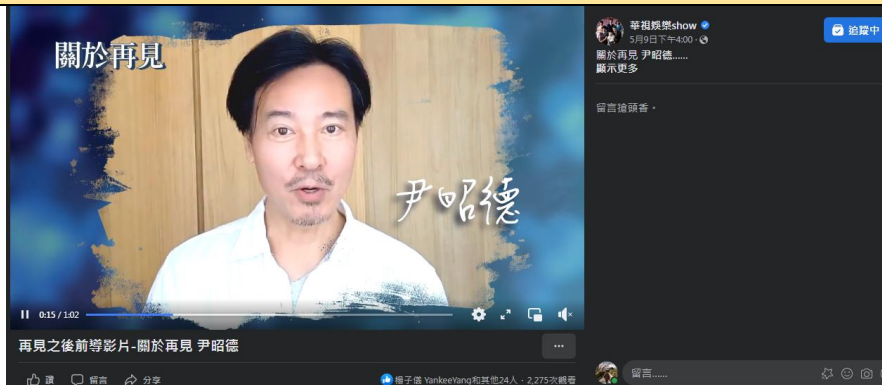 關於再見
尹昭德
0:15 / 1:02
再見之後前導影片-關於再見 尹昭德
讚
留言
分享
楊子儀 YankeeYang和其他24人 · 2,275次觀看
華視娛樂show
5月9日下午4:00 ·
追蹤中
關於再見 尹昭德......
顯示更多
留言搶頭香。
留言......